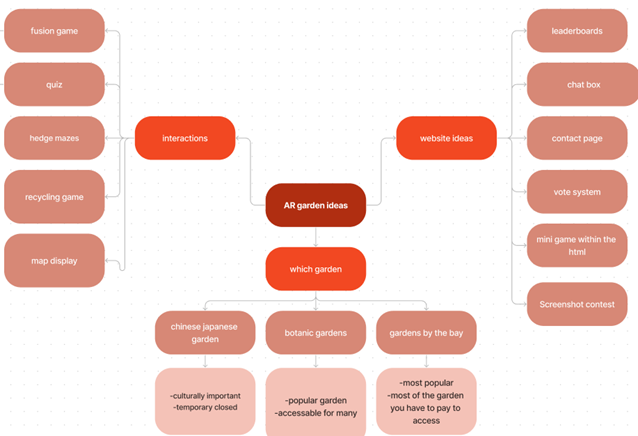 fusion game
quiz
hedge mazes
recycling game
map display
interactions
AR garden ideas
website ideas
leaderboards
chat box
contact page
vote system
mini game within the
html
Screenshot contest
which garden
chinese japanese
garden
-culturally important
-temporary closed
botanic gardens
-popular garden
-accessable for many
gardens by the bay
-most popular
-most of the garden
you have to pay to
access